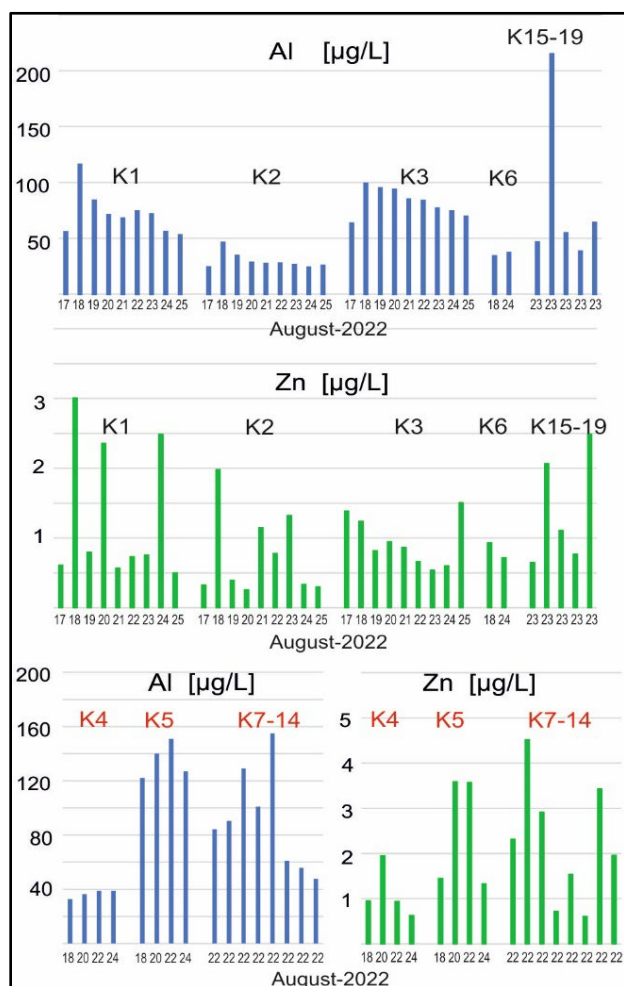 Al [µg/L]
K15-19
200
150
100
50
K1
K2
K3
K6
17 18 19 20 21 22 23 24 25
17 18 19 20 21 22 23 24 25
17 18 19 20 21 22 23 24 25
18 24
23 23 23 23 23
August-2022
Zn [µg/L]
3
2
1
K1
K2
K3
K6
K15-19
17 18 19 20 21 22 23 24 25
17 18 19 20 21 22 23 24 25
17 18 19 20 21 22 23 24 25
18 24
23 23 23 23 23
August-2022
Al [µg/L]
200
160
120
80
40
K4
K5
K7-14
18 20 22 24
18 20 22 24
22 22 22 22 22 22 22 22
Zn [µg/L]
5
4
3
2
1
K4
K5
K7-14
18 20 22 24
18 20 22 24
22 22 22 22 22 22 22 22
August-2022